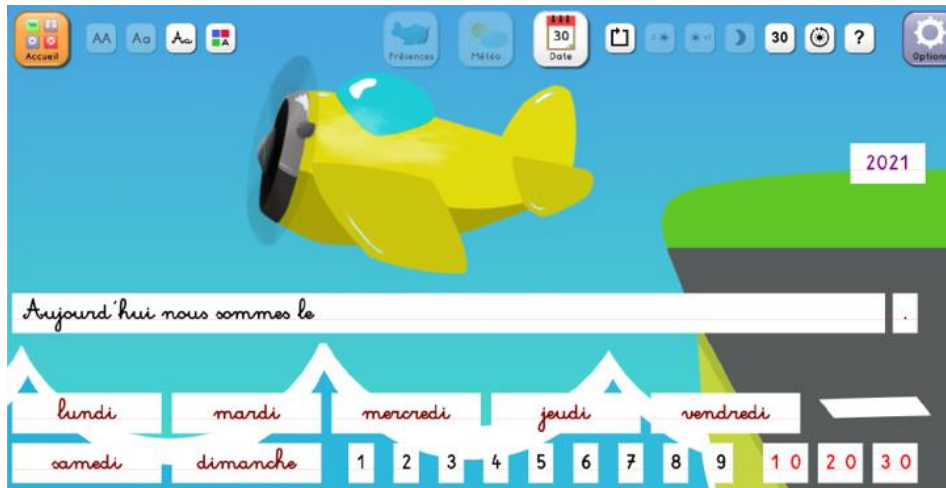 Accueil AA Aa Aa A Présences Météo 30 Date 30 ? Options
2021
Aujourd'hui nous sommes le .
lundi mardi mercredi jeudi vendredi
samedi dimanche 1 2 3 4 5 6 7 8 9 10 20 30